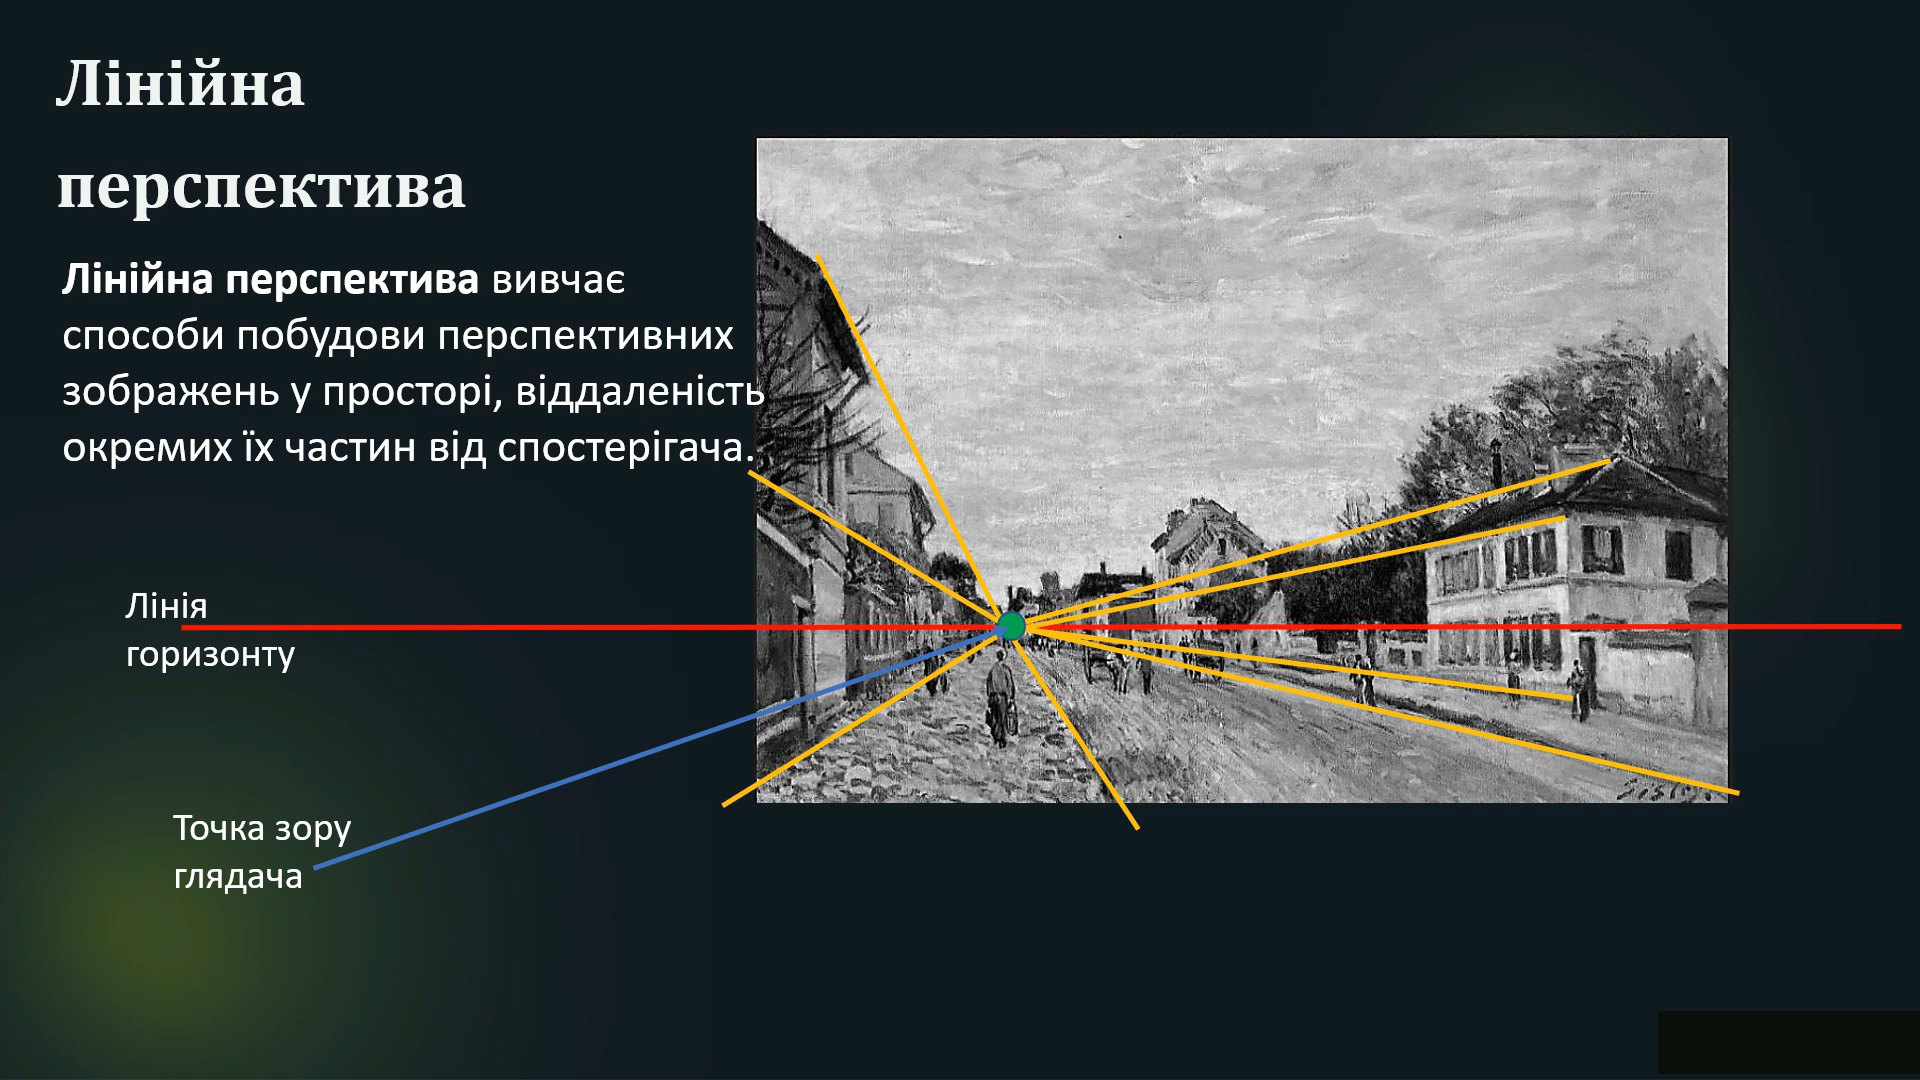 Лінійна
перспектива
Лінійна перспектива вивчає
способи побудови перспективних
зображень у просторі, віддаленість
окремих їх частин від спостерігача.
Лінія
горизонту
Точка зору
глядача